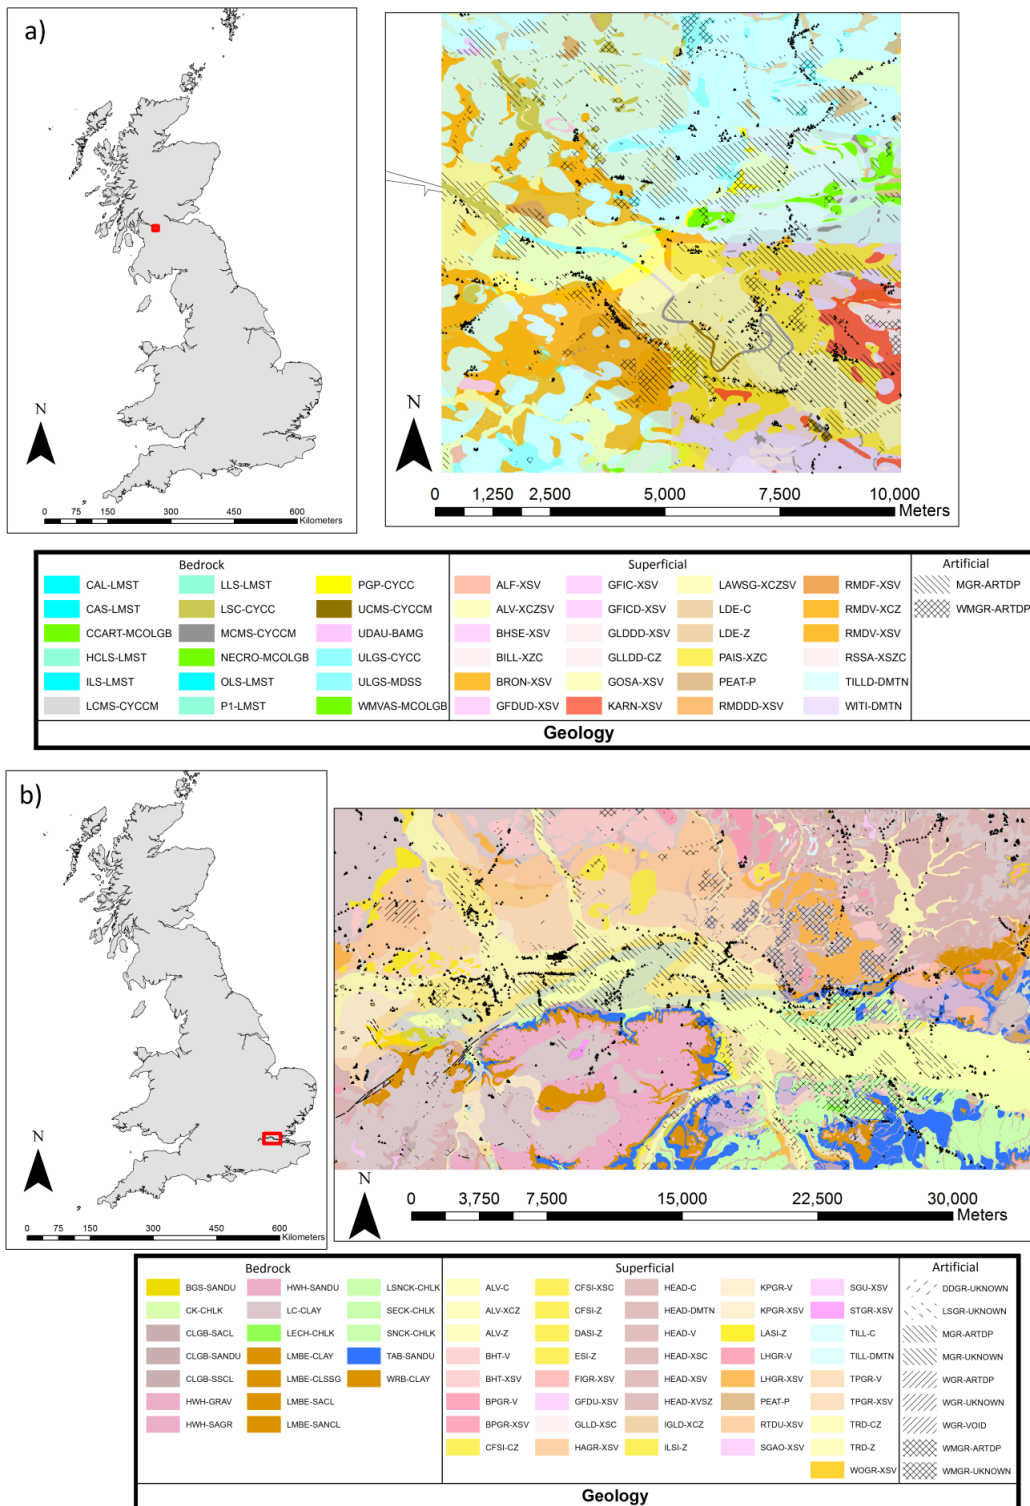 a)
N
0 75 150 300 450 600
Kilometers
N
0 1,250 2,500 5,000 7,500 10,000
Meters
Bedrock Superficial Artificial
CAL-LMST LLS-LMST PGP-CYCC ALF-XSV GFIC-XSV LAWSG-XCZSV RMDF-XSV MGR-ARTDP
CAS-LMST LSC-CYCC UCMS-CYCCM ALV-XCZSV GFICD-XSV LDE-C RMDV-XCZ WMGR-ARTDP
CCART-MCOLGB MCMS-CYCCM UDAU-BAMG BHSE-XSV GLDDD-XSV LDE-Z RMDV-XSV
HCLS-LMST NECRO-MCOLGB ULGS-CYCC BILL-XZC GLLDD-CZ PAIS-XZC RSSA-XSZC
ILS-LMST OLS-LMST ULGS-MDSS BRON-XSV GOSA-XSV PEAT-P TILLD-DMTN
LCMS-CYCCM P1-LMST WMVAS-MCOLGB GFDUD-XSV KARN-XSV RMDDD-XSV WITI-DMTN
Geology
b)
N
0 75 150 300 450 600
Kilometers
N
0 3,750 7,500 15,000 22,500 30,000
Meters
Bedrock Superficial Artificial
BGS-SANDU HWH-SANDU LSNCK-CHLK ALV-C CFSI-XSC HEAD-C KPGR-V SGU-XSV DDGR-UKNOWN
CK-CHLK LC-CLAY SECK-CHLK ALV-XCZ CFSI-Z HEAD-DMTN KPGR-XSV STGR-XSV LSGR-UNKNOWN
CLGB-SACL LECH-CHLK SNCK-CHLK ALV-Z DASI-Z HEAD-V LASI-Z TILL-C MGR-ARTDP
CLGB-SANDU LMBE-CLAY TAB-SANDU BHT-V ESI-Z HEAD-XSC LHGR-V TILL-DMTN MGR-UKNOWN
CLGB-SSCL LMBE-CLSSG WRB-CLAY BHT-XSV FIGR-XSV HEAD-XSV LHGR-XSV TPGR-V WGR-ARTDP
HWH-GRAV LMBE-SACL BPGR-V GFDU-XSV HEAD-XVSZ PEAT-P TPGR-XSV WGR-UKNOWN
HWH-SAGR LMBE-SANCL BPGR-XSV GLLD-XSC IGLD-XCZ RTDU-XSV TRD-CZ WGR-VOID
CFSI-CZ HAGR-XSV ILSI-Z SGAO-XSV TRD-Z WMGR-ARTDP
WOGR-XSV WMGR-UKNOWN
Geology